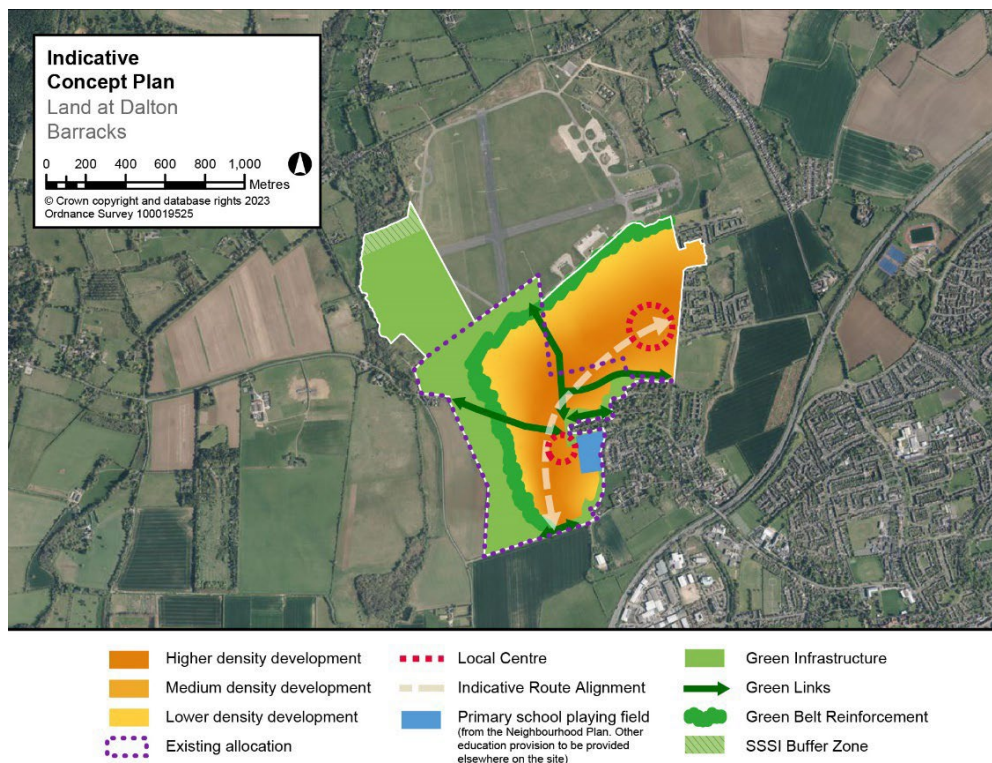 Indicative
Concept Plan
Land at Dalton
Barracks
0 200 400 600 800 1,000
Metres
© Crown copyright and database rights 2023
Ordnance Survey 100019525
Higher density development
Medium density development
Lower density development
Existing allocation
Local Centre
Indicative Route Alignment
Primary school playing field
(from the Neighbourhood Plan. Other
education provision to be provided
elsewhere on the site)
Green Infrastructure
Green Links
Green Belt Reinforcement
SSSI Buffer Zone